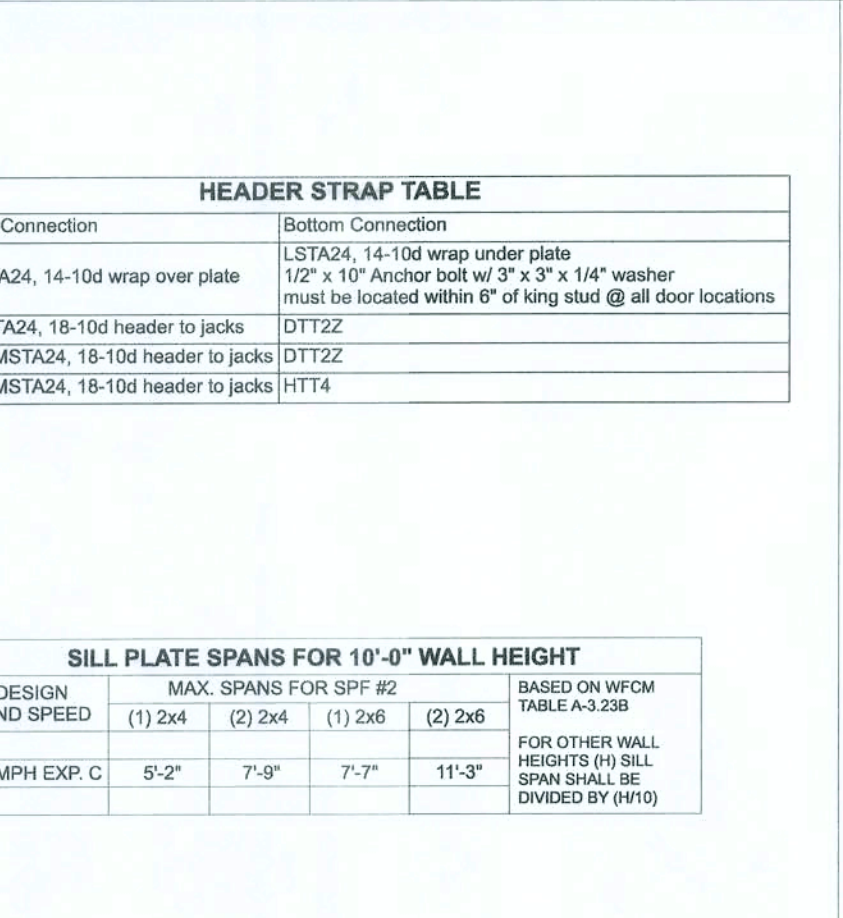 HEADER STRAP TABLE
Connection Bottom Connection
A24, 14-10d wrap over plate
LSTA24, 14-10d wrap under plate
1/2" x 10" Anchor bolt w/ 3" x 3" x 1/4" washer
must be located within 6" of king stud @ all door locations
TA24, 18-10d header to jacks DTT2Z
MSTA24, 18-10d header to jacks DTT2Z
MSTA24, 18-10d header to jacks HTT4
SILL PLATE SPANS FOR 10'-0" WALL HEIGHT
DESIGN
ND SPEED
MAX. SPANS FOR SPF #2
(1) 2x4 (2) 2x4 (1) 2x6 (2) 2x6
MPH EXP. C 5'-2" 7'-9" 7'-7" 11'-3"
BASED ON WFCM
TABLE A-3.23B
FOR OTHER WALL
HEIGHTS (H) SILL
SPAN SHALL BE
DIVIDED BY (H/10)